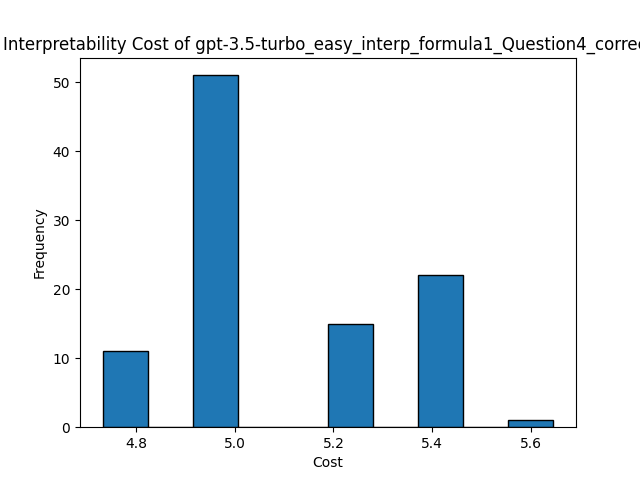 Interpretability Cost of gpt-3.5-turbo_easy_interp_formula1_Question4_corre
50
40
30
20
10
0
Frequency
4.8 5.0 5.2 5.4 5.6
Cost